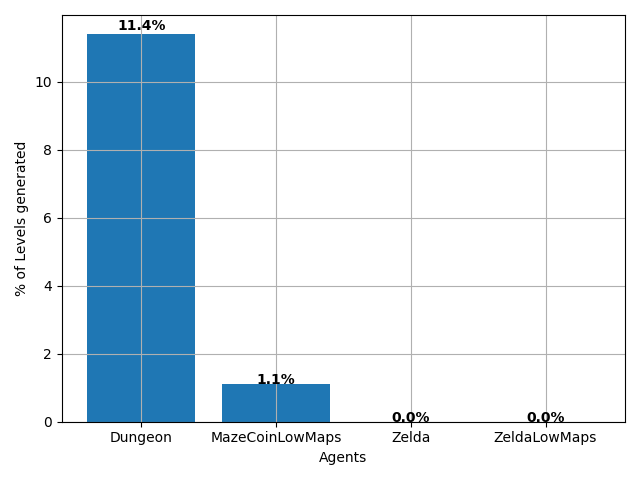 11.4%
1.1%
0.0%
0.0%
10
8
6
4
2
0
% of Levels generated
Dungeon
MazeCoinLowMaps
Zelda
ZeldaLowMaps
Agents